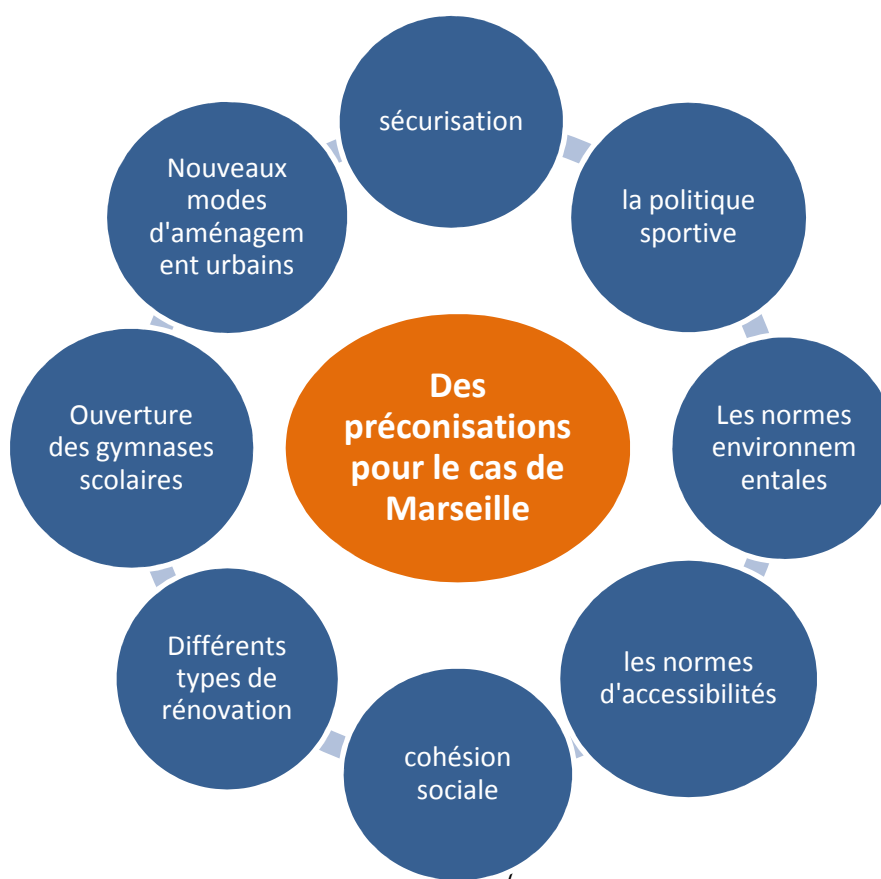 sécurisation
la politique
sportive
Les normes
environnem
entales
les normes
d'accessibilités
cohésion
sociale
Différents
types de
rénovation
Ouverture
des gymnases
scolaires
Nouveaux
modes
d'aménagem
ent urbains
Des
préconisations
pour le cas de
Marseille